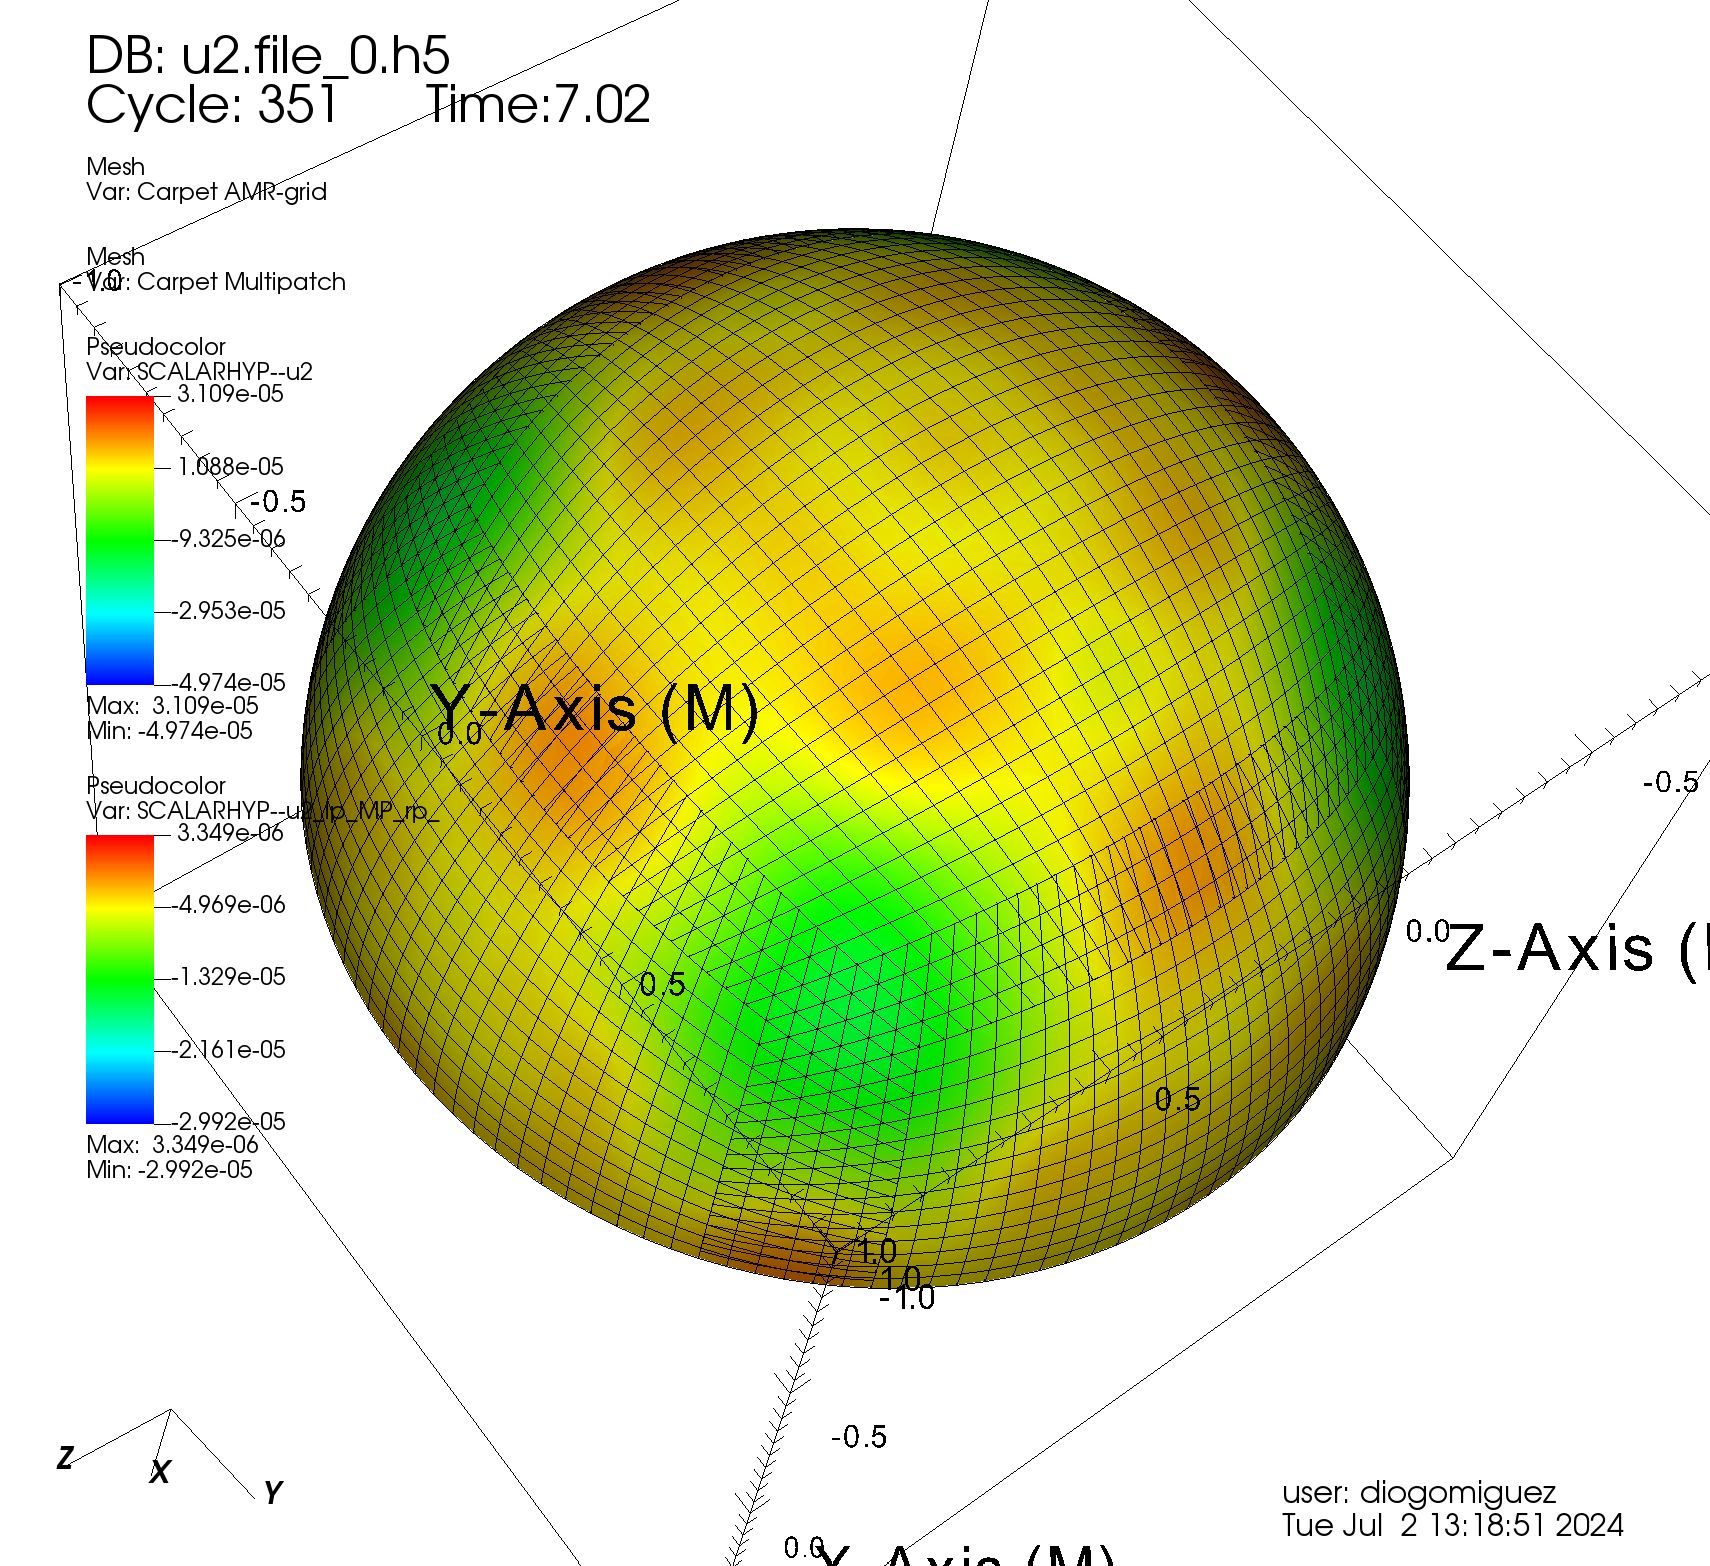 DB: u2.file_0.h5
Cycle: 351 Time:7.02
Mesh
Var: Carpet AMR-grid
Mesh
Var: Carpet Multipatch
-1.0
Pseudocolor
Var: SCALARHYP--u2
3.109e-05
1.088e-05
-9.325e-06
-2.953e-05
-4.974e-05
Max: 3.109e-05
Min: -4.974e-05
-0.5
Y-Axis (M)
0.0
Pseudocolor
Var: SCALARHYP--u2_lp_MP_rp_
3.349e-06
-4.969e-06
-1.329e-05
-2.161e-05
-2.992e-05
Max: 3.349e-06
Min: -2.992e-05
-0.5
0.0
Z-Axis (
0.5
0.5
1.0
1.0
-1.0
-0.5
0.0
X-Axis (M)
Z
X
Y
user: diogomiguez
Tue Jul 2 13:18:51 2024